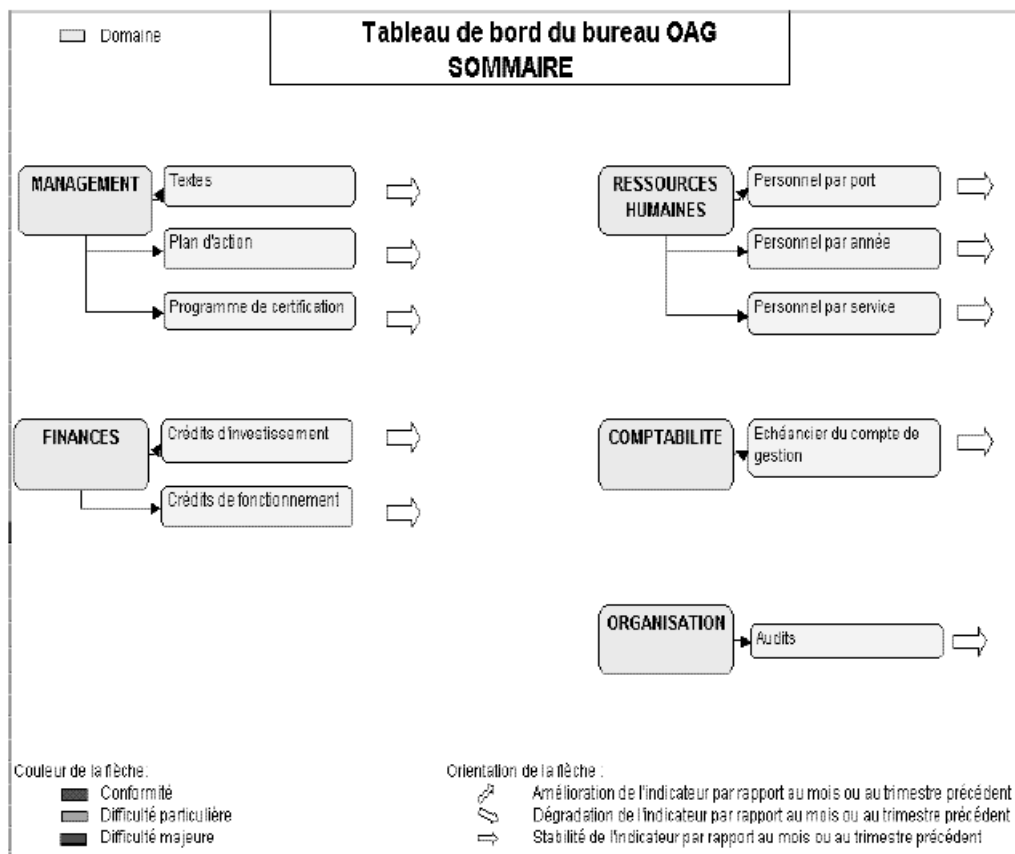 Domaine
Tableau de bord du bureau OAG
SOMMAIRE
MANAGEMENT
Textes
Plan d'action
Programme de certification
RESSOURCES
HUMAINES
Personnel par port
Personnel par année
Personnel par service
FINANCES
Crédits d'investissement
Crédits de fonctionnement
COMPTABILITE
Echéancier du compte de
gestion
ORGANISATION
Audits
Couleur de la flèche:
Conformité
Difficulté particulière
Difficulté majeure
Orientation de la flèche :
Amélioration de l'indicateur par rapport au mois ou au trimestre précédent
Dégradation de l'indicateur par rapport au mois ou au trimestre précédent
Stabilité de l'indicateur par rapport au mois ou au trimestre précédent